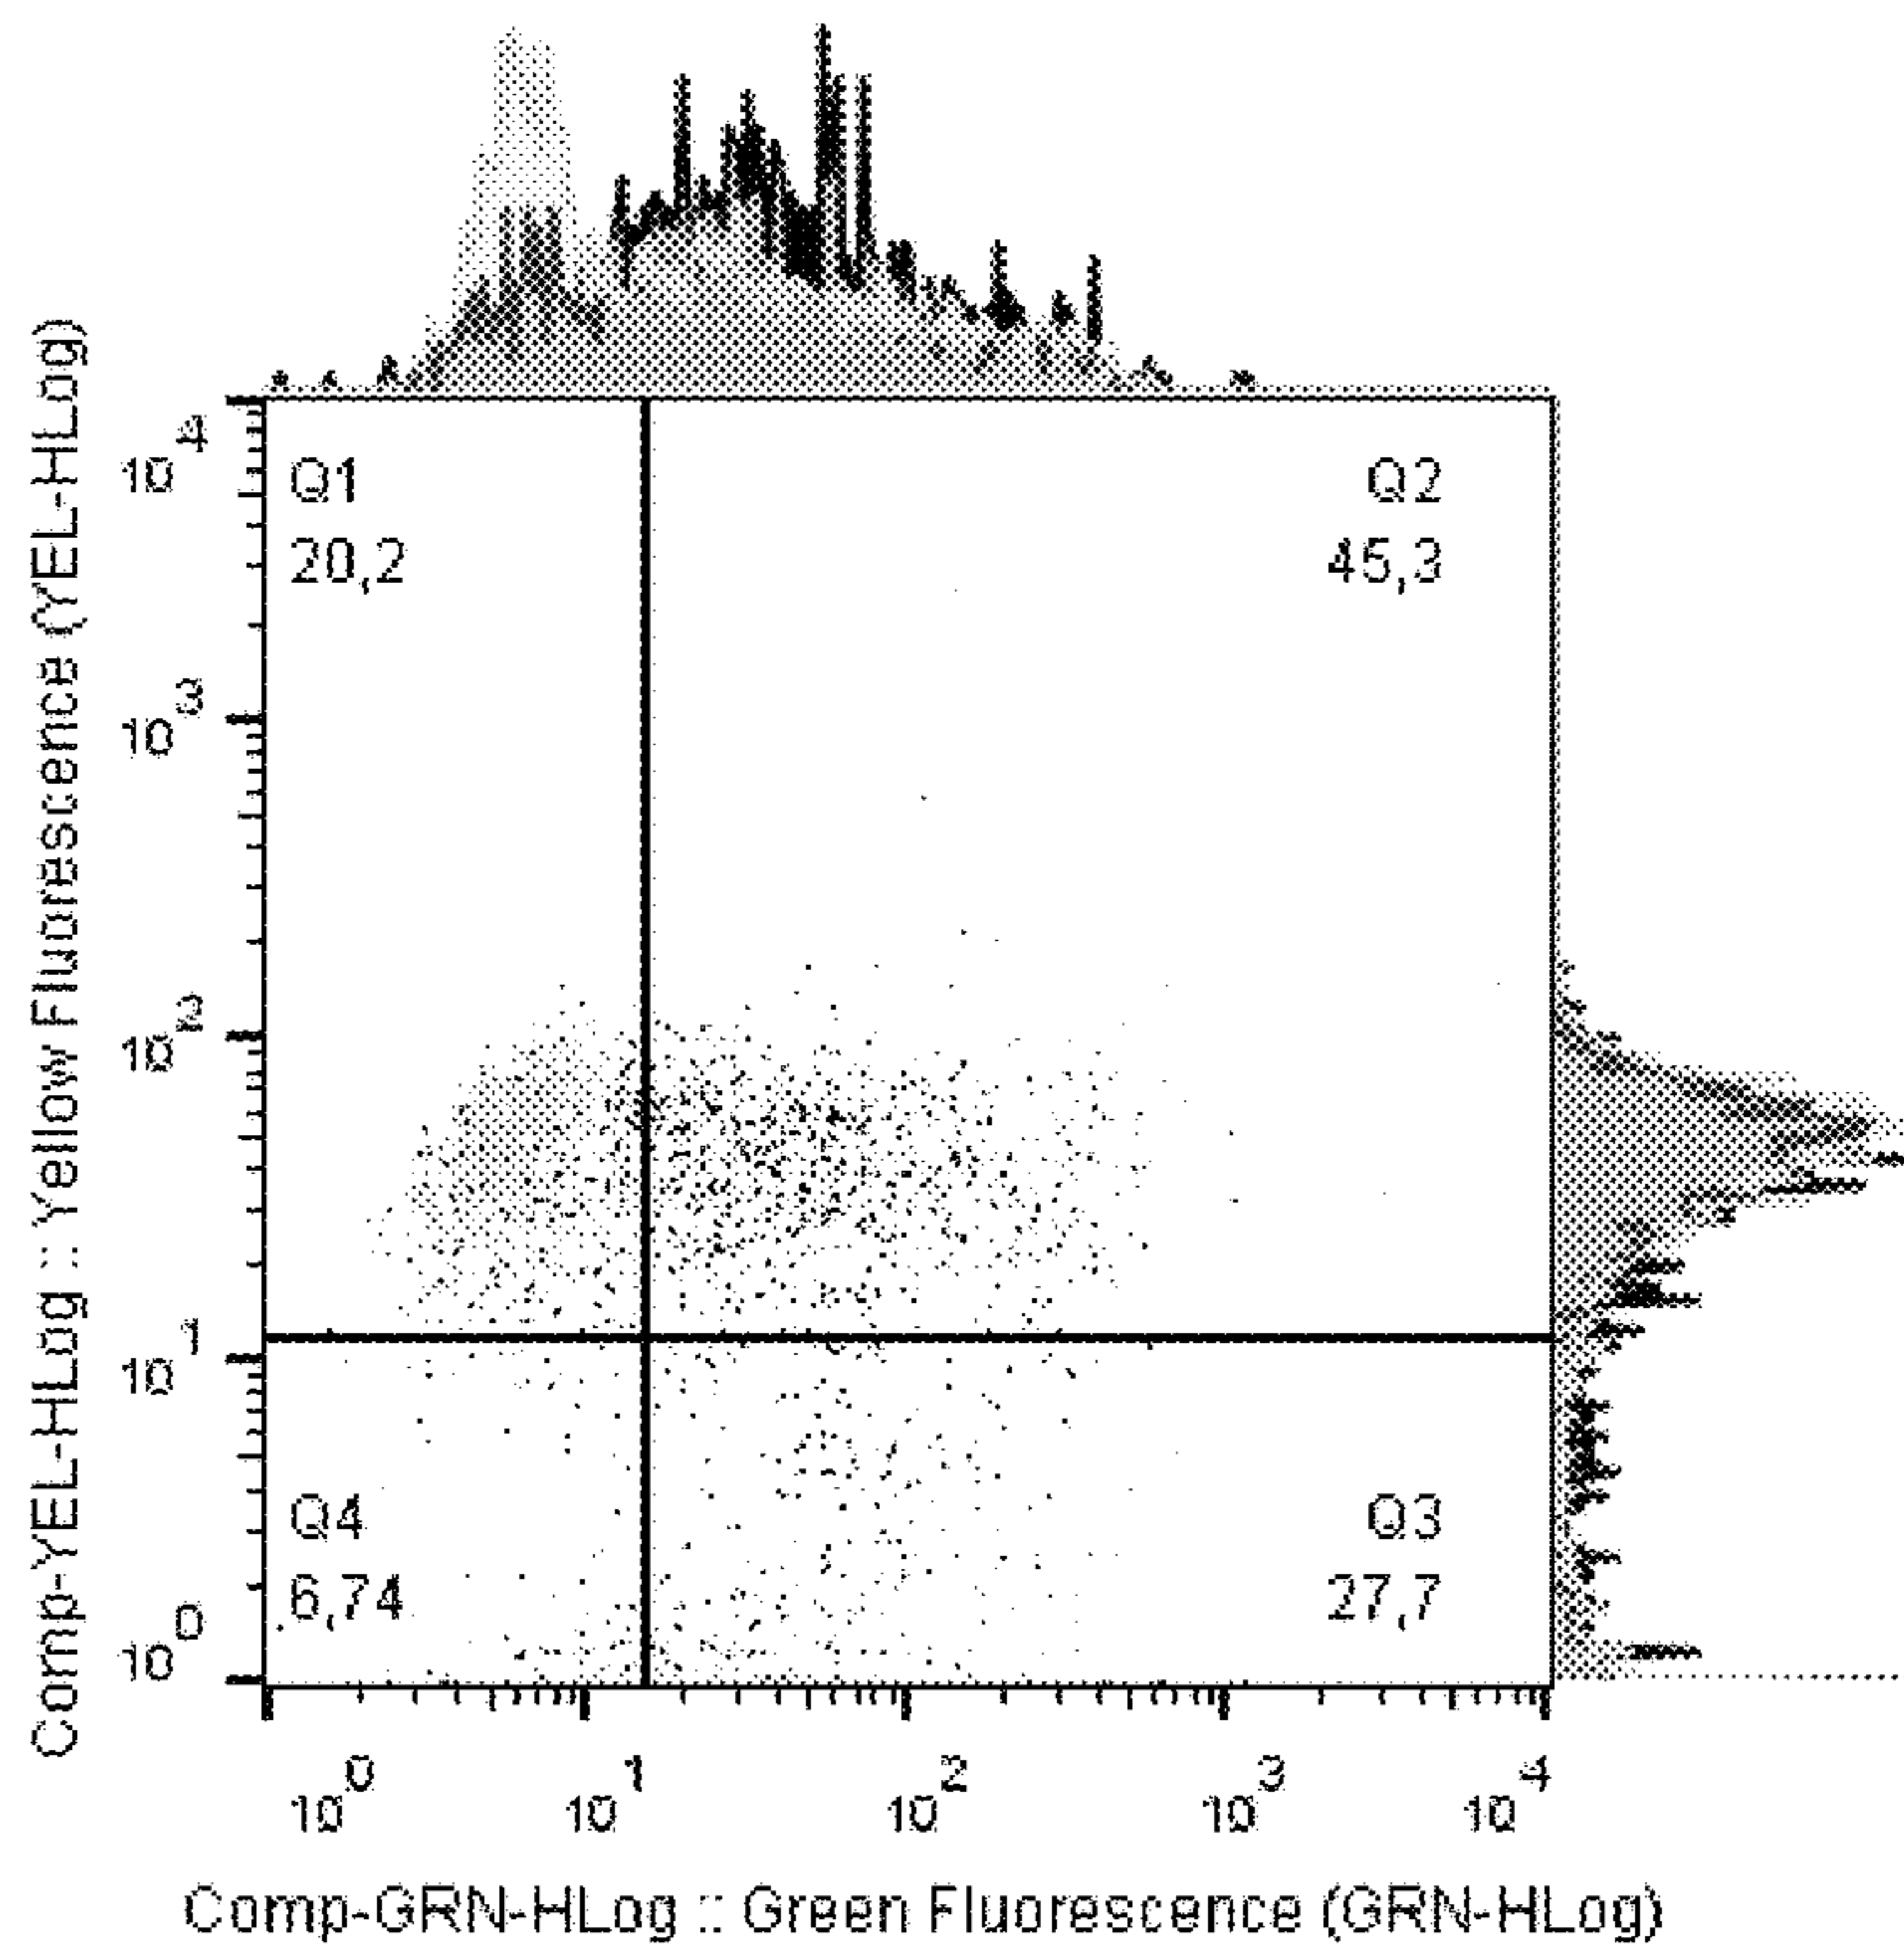 Comp-YEL-HLog :: Yellow Fluorescence (YEL-HLog)
10^4
10^3
10^2
10^1
10^0
Q1
20,2
Q2
45,3
Q4
6,74
Q3
27,7
10^0 10^1 10^2 10^3 10^4
Comp-GRN-HLog :: Green Fluorescence (GRN-HLog)